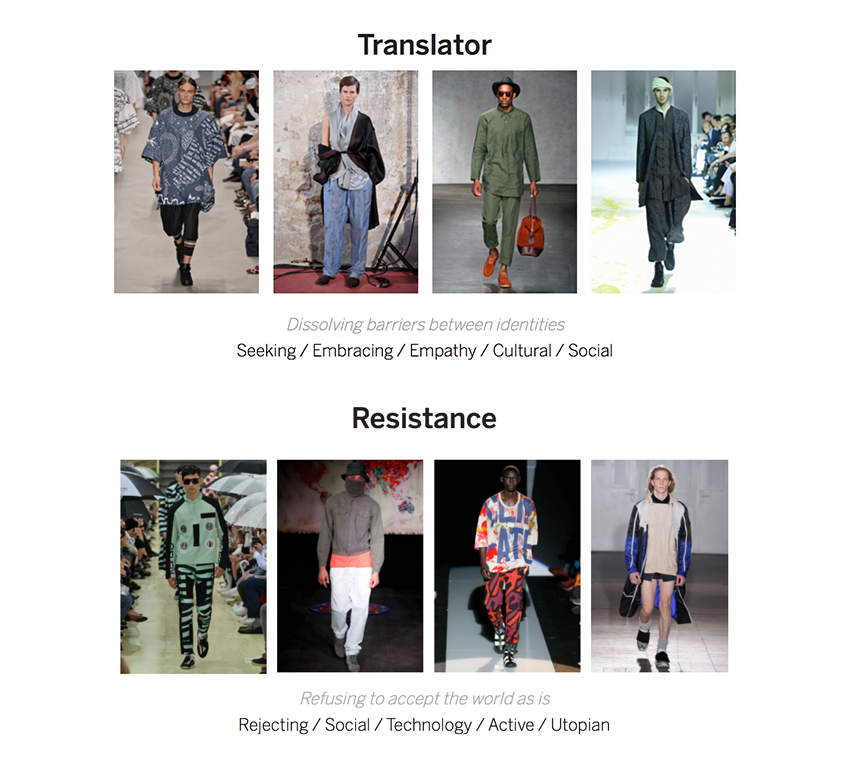 Translator
Dissolving barriers between identities
Seeking / Embracing / Empathy / Cultural / Social
Resistance
Refusing to accept the world as is
Rejecting / Social / Technology / Active / Utopian